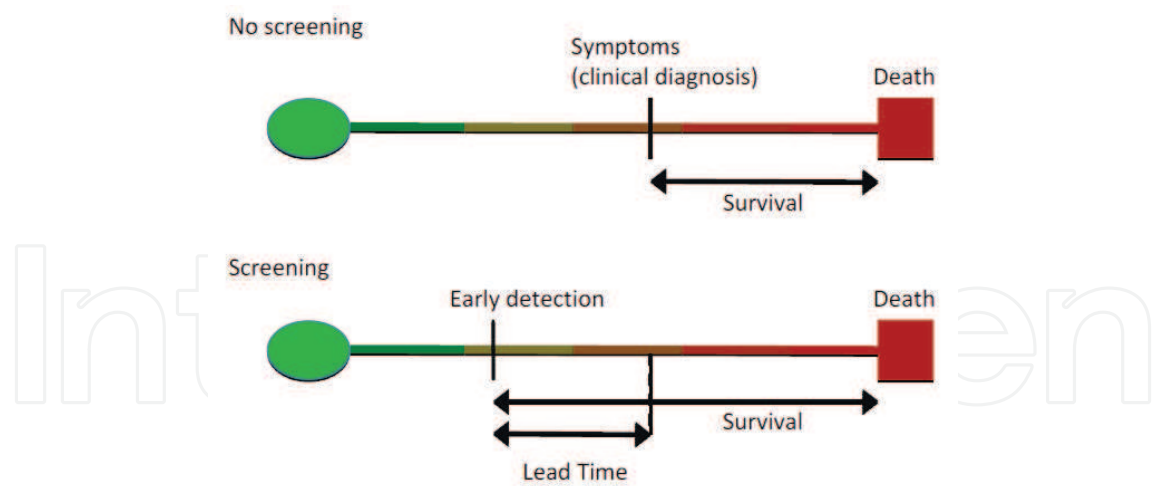 No screening
Symptoms
(clinical diagnosis)
Death
Survival
Screening
Early detection
Death
Survival
Lead Time